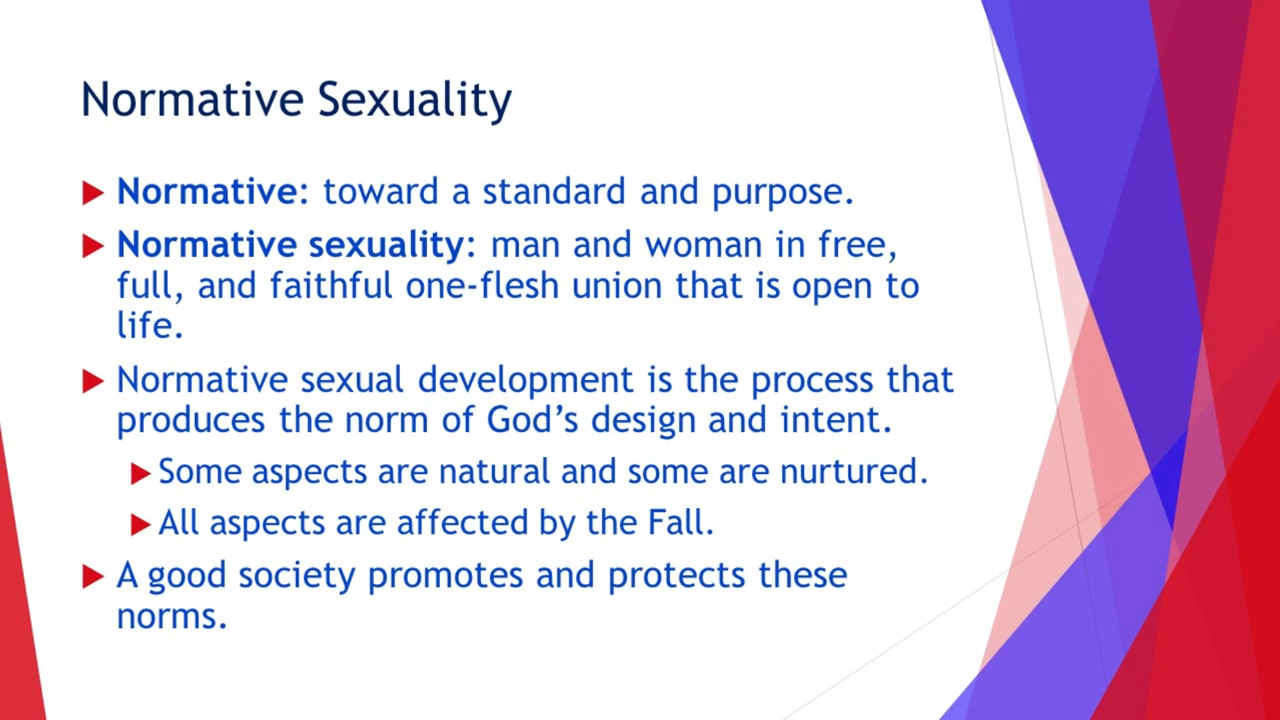 Normative Sexuality
Normative: toward a standard and purpose.
Normative sexuality: man and woman in free,
full, and faithful one-flesh union that is open to
life.
Normative sexual development is the process that
produces the norm of God’s design and intent.
Some aspects are natural and some are nurtured.
All aspects are affected by the Fall.
A good society promotes and protects these
norms.